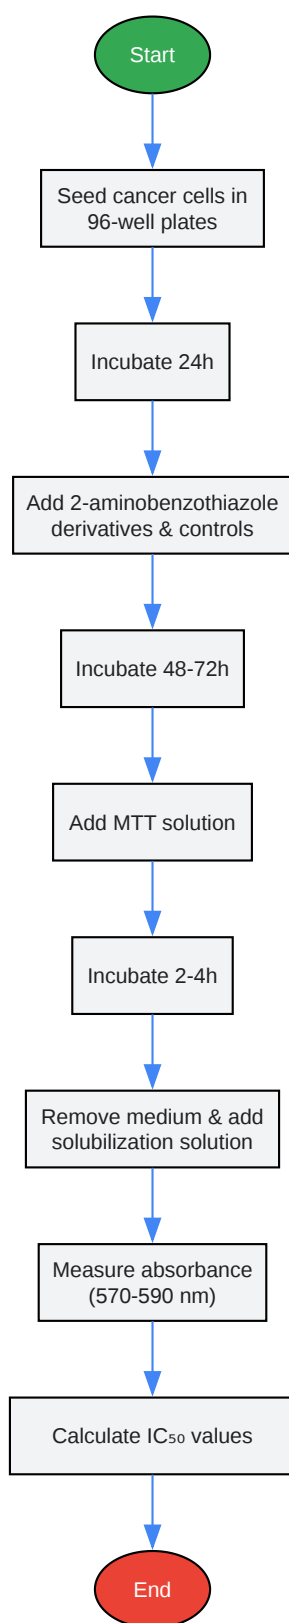 Start
Seed cancer cells in
96-well plates
Incubate 24h
Add 2-aminobenzothiazole
derivatives & controls
Incubate 48-72h
Add MTT solution
Incubate 2-4h
Remove medium & add
solubilization solution
Measure absorbance
(570-590 nm)
Calculate IC₅₀ values
End